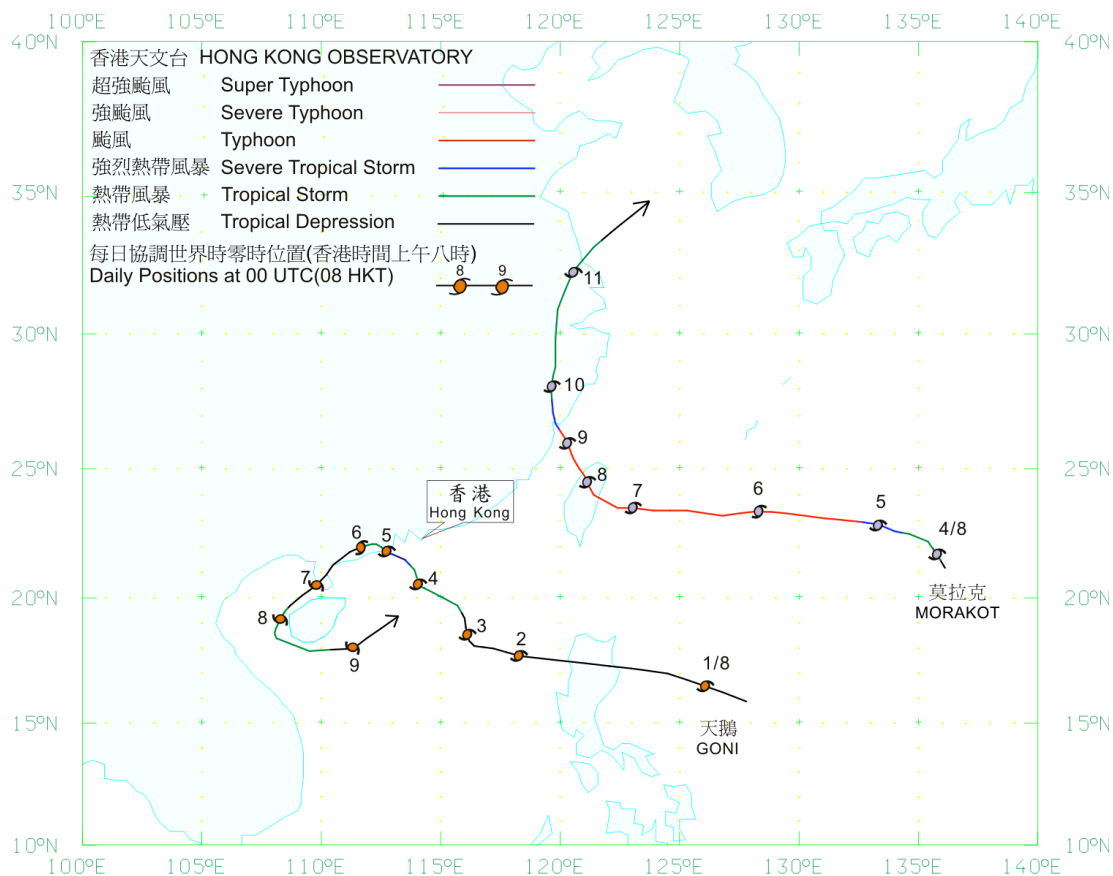 100°E 105°E 110°E 115°E 120°E 125°E 130°E 135°E 140°E
40°N 40°N
香港天文台 HONG KONG OBSERVATORY
超強颱風 Super Typhoon
強颱風 Severe Typhoon
颱風 Typhoon
強烈熱帶風暴 Severe Tropical Storm
熱帶風暴 Tropical Storm
熱帶低氣壓 Tropical Depression
35°N 35°N
每日協調世界時零時位置(香港時間上午八時)
Daily Positions at 00 UTC(08 HKT)
8 9
11
30°N 30°N
10
9
25°N 25°N
8
7
6
5
4/8
香港
Hong Kong
6
5
7
4
莫拉克
MORAKOT
20°N 20°N
8
3
2
9
1/8
天鵝
GONI
15°N 15°N
10°N 10°N
100°E 105°E 110°E 115°E 120°E 125°E 130°E 135°E 140°E